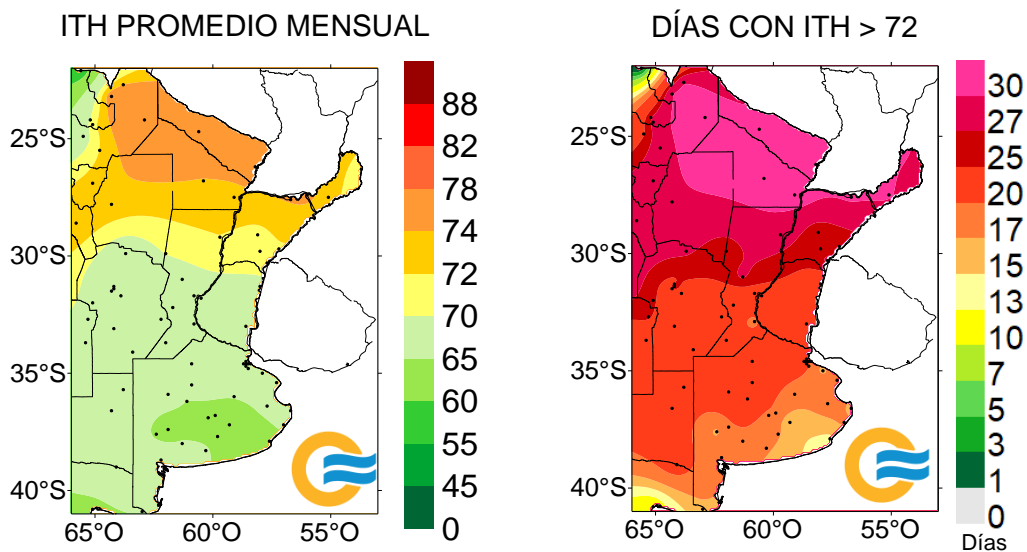 ITH PROMEDIO MENSUAL
25°S
30°S
35°S
40°S
65°O 60°O 55°O
88
82
78
74
72
70
65
60
55
45
0
DÍAS CON ITH > 72
25°S
30°S
35°S
40°S
65°O 60°O 55°O
30
27
25
20
17
15
13
10
7
5
3
1
0
Días